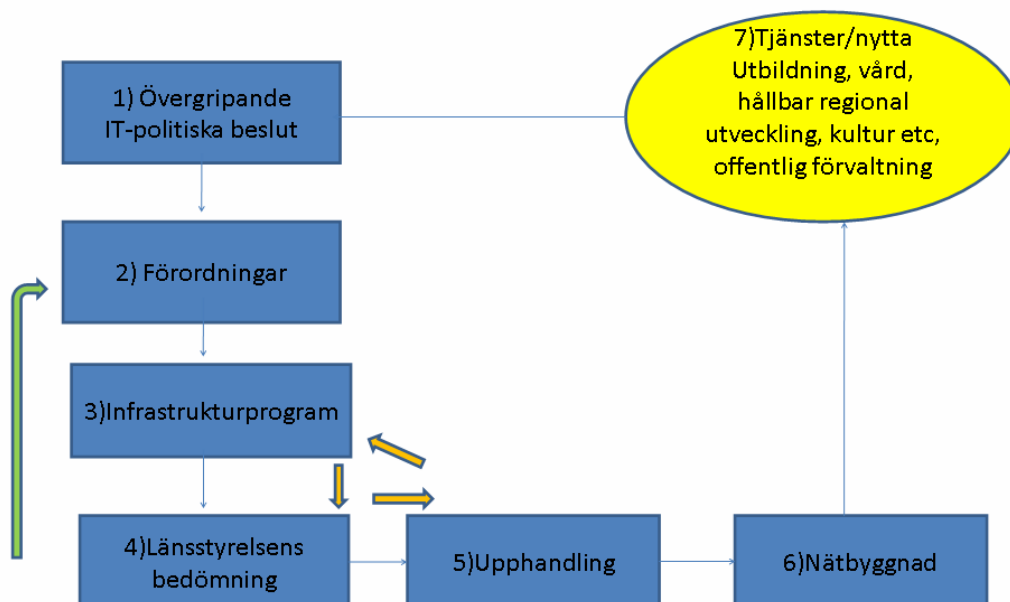 1) Övergripande
IT-politiska beslut
2) Förordningar
3)Infrastrukturprogram
4)Länsstyrelsens
bedömning
5)Upphandling
6)Nätbyggnad
7)Tjänster/nytta
Utbildning, vård,
hållbar regional
utveckling, kultur etc,
offentlig förvaltning